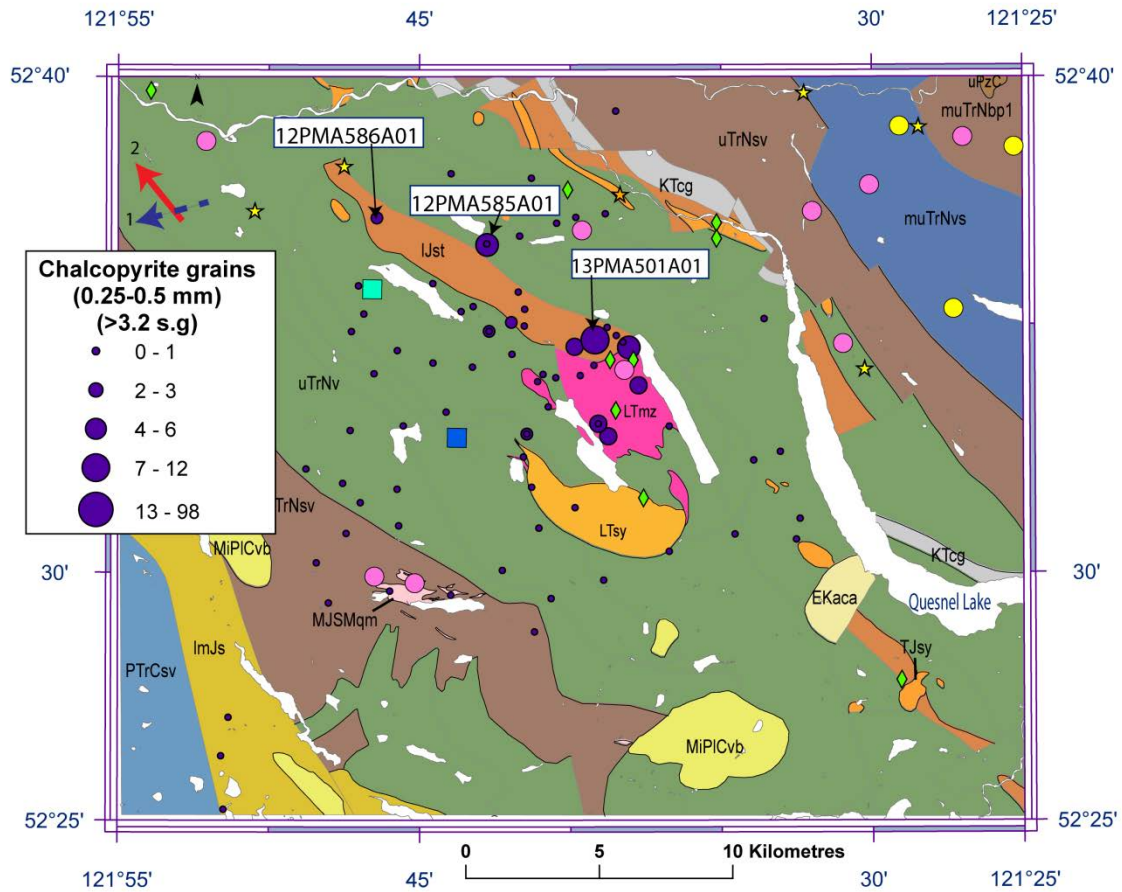 121°55'
45'
30'
121°25'
52°40'
52°40'
N
uPzC
muTrNbp1
uTrNsv
12PMA586A01
2
KTcg
1
12PMA585A01
muTrNvs
13PMA501A01
lJst
Chalcopyrite grains
(0.25-0.5 mm)
(>3.2 s.g)
0 - 1
2 - 3
4 - 6
7 - 12
13 - 98
uTrNv
LTmz
TrNsv
LTsy
MiPlCvb
KTcg
30'
30'
EKaca
Quesnel Lake
MJSMqm
lmJs
TJsy
PTrCsv
MiPlCvb
52°25'
52°25'
0 5 10 Kilometres
121°55'
45'
30'
121°25'